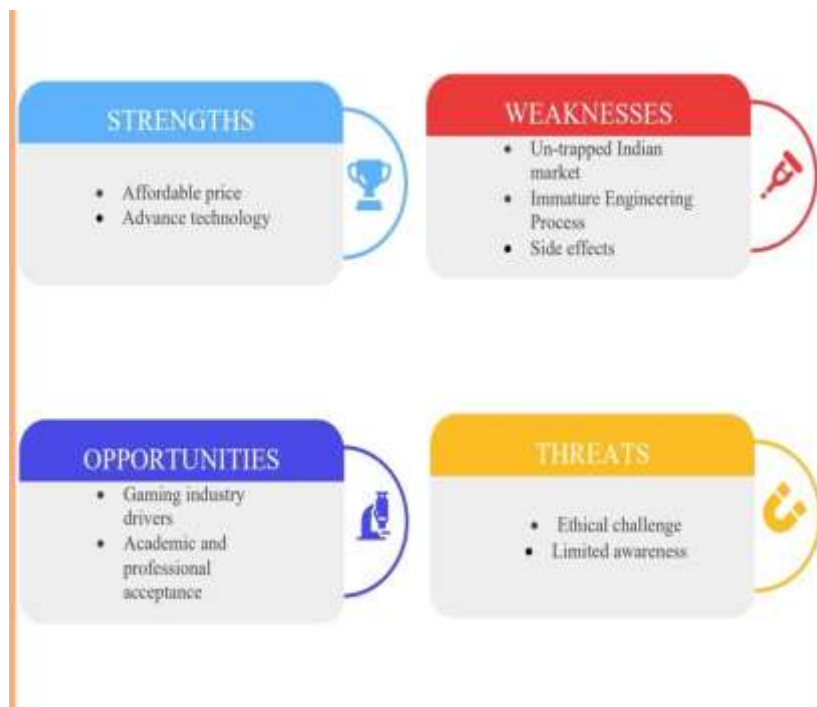 STRENGTHS
• Affordable price
• Advance technology
WEAKNESSES
• Un-trapped Indian
market
• Immature Engineering
Process
• Side effects
OPPORTUNITIES
• Gaming industry
drivers
• Academic and
professional
acceptance
THREATS
• Ethical challenge
• Limited awareness